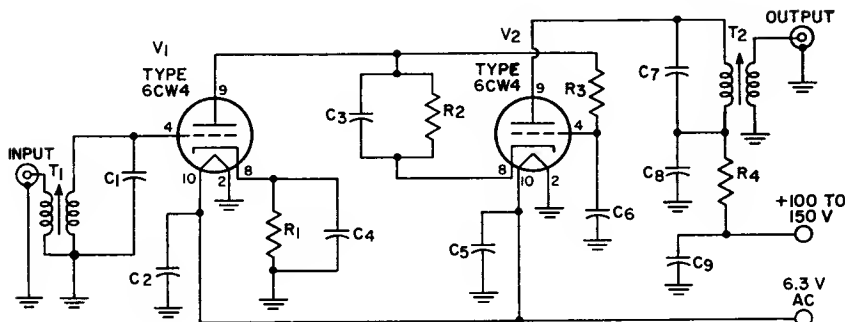 OUTPUT
V1
TYPE
6CW4
9
4
8
10
2
INPUT
T1
C1
C2
R1
C4
C3
R2
V2
TYPE
6CW4
9
4
8
10
2
R3
C5
C6
C7
T2
C8
R4
C9
+100 TO
150 V
6.3 V
AC